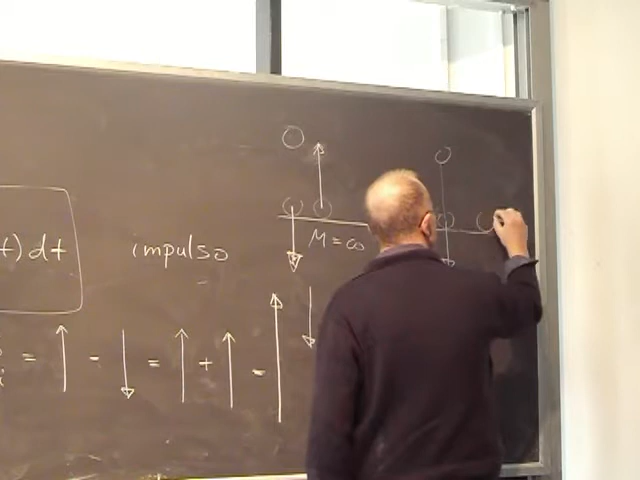 M = ∞
t) dt
impulso
= ↑ - ↓ = ↑ + ↑ = ↑